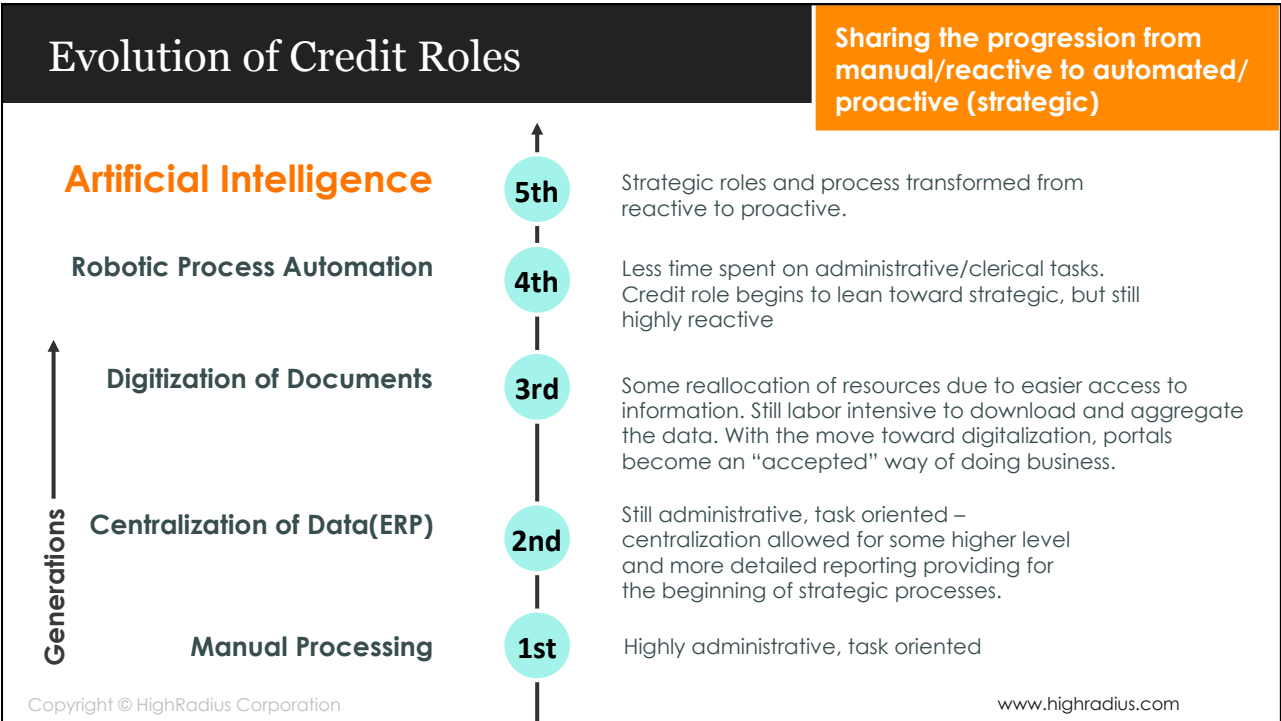 Evolution of Credit Roles
Sharing the progression from
manual/reactive to automated/
proactive (strategic)
Artificial Intelligence
5th
Strategic roles and process transformed from
reactive to proactive.
Robotic Process Automation
4th
Less time spent on administrative/clerical tasks.
Credit role begins to lean toward strategic, but still
highly reactive
Digitization of Documents
3rd
Some reallocation of resources due to easier access to
information. Still labor intensive to download and aggregate
the data. With the move toward digitalization, portals
become an “accepted” way of doing business.
Generations
Centralization of Data(ERP)
2nd
Still administrative, task oriented –
centralization allowed for some higher level
and more detailed reporting providing for
the beginning of strategic processes.
Manual Processing
1st
Highly administrative, task oriented
Copyright © HighRadius Corporation
www.highradius.com